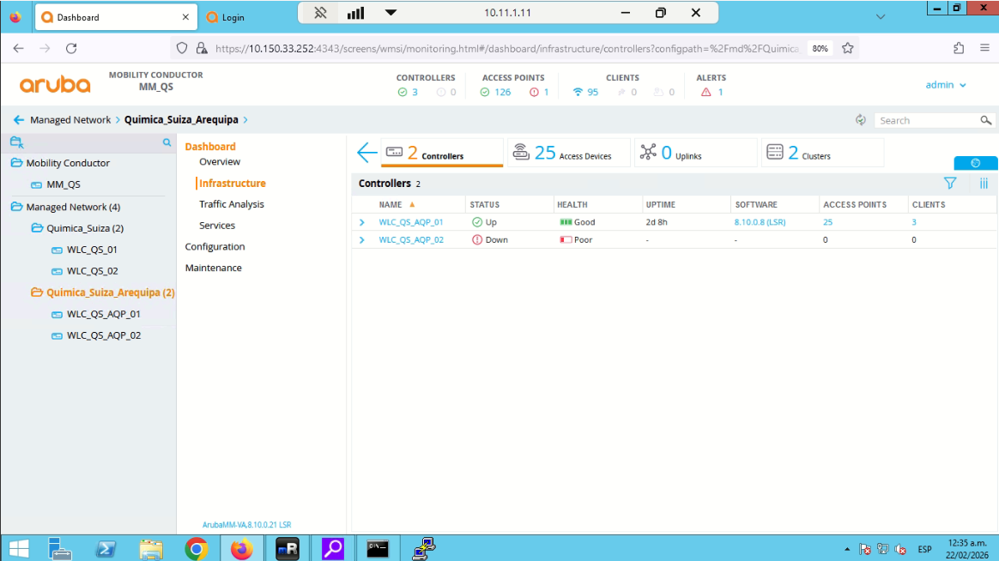 Dashboard
Login
10.11.1.11
https://10.150.33.252:4343/screens/wmsi/monitoring.html#/dashboard/infrastructure/controllers?configpath=%2Fmd%2FQuimica_
80%
aruba
MOBILITY CONDUCTOR
MM_QS
CONTROLLERS
3 0
ACCESS POINTS
126 1
CLIENTS
95 0 0
ALERTS
1
admin
Managed Network > Quimica_Suiza_Arequipa >
Search
Mobility Conductor
MM_QS
Managed Network (4)
Quimica_Suiza (2)
WLC_QS_01
WLC_QS_02
Quimica_Suiza_Arequipa (2)
WLC_QS_AQP_01
WLC_QS_AQP_02
Dashboard
Overview
Infrastructure
Traffic Analysis
Services
Configuration
Maintenance
ArubaMM-VA,8.10.0.21 LSR
2 Controllers
25 Access Devices
0 Uplinks
2 Clusters
Controllers 2
NAME STATUS HEALTH UPTIME SOFTWARE ACCESS POINTS CLIENTS
WLC_QS_AQP_01 Up Good 2d 8h 8.10.0.8 (LSR) 25 3
WLC_QS_AQP_02 Down Poor - - 0 0
mR
C:\
ESP
12:35 a.m.
22/02/2026